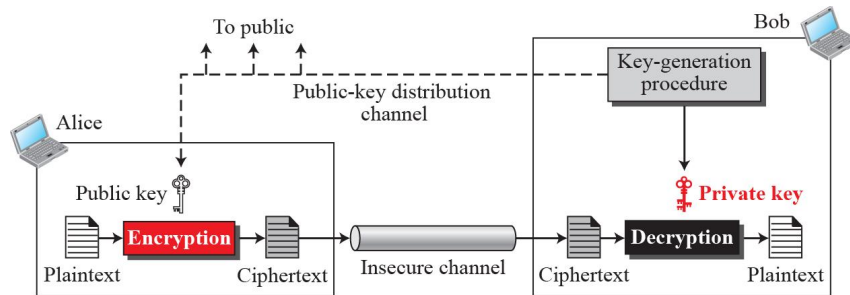 Bob
To public
Key-generation
procedure
Public-key distribution
channel
Alice
Public key
Private key
Encryption
Decryption
Plaintext
Ciphertext
Insecure channel
Ciphertext
Plaintext